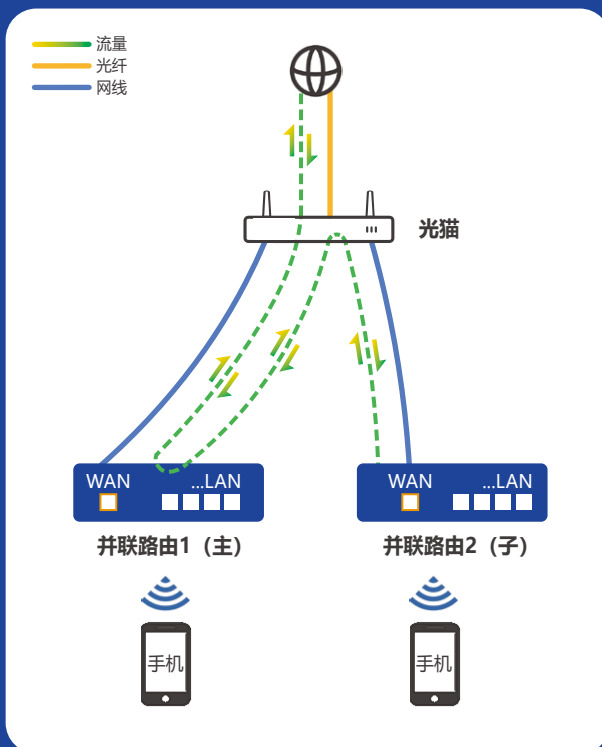 流量
光纤
网线
光猫
WAN ...LAN
WAN ...LAN
并联路由1（主）
并联路由2（子）
手机
手机